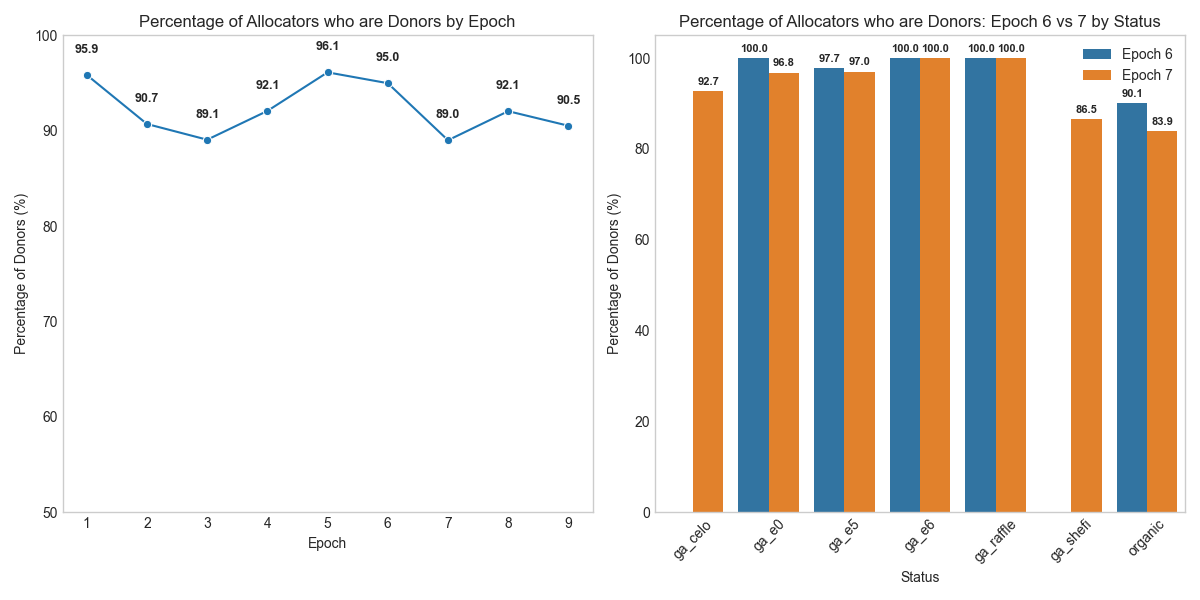 Percentage of Allocators who are Donors by Epoch
Percentage of Donors (%)
100
90
80
70
60
50
95.9
90.7
89.1
92.1
96.1
95.0
89.0
92.1
90.5
1 2 3 4 5 6 7 8 9
Epoch
Percentage of Allocators who are Donors: Epoch 6 vs 7 by Status
Percentage of Donors (%)
100
80
60
40
20
0
Epoch 6
Epoch 7
92.7
100.0 96.8
97.7 97.0
100.0 100.0
100.0 100.0
86.5
90.1 83.9
ga_celo
ga_e0
ga_e5
ga_e6
ga_raffle
ga_shefi
organic
Status